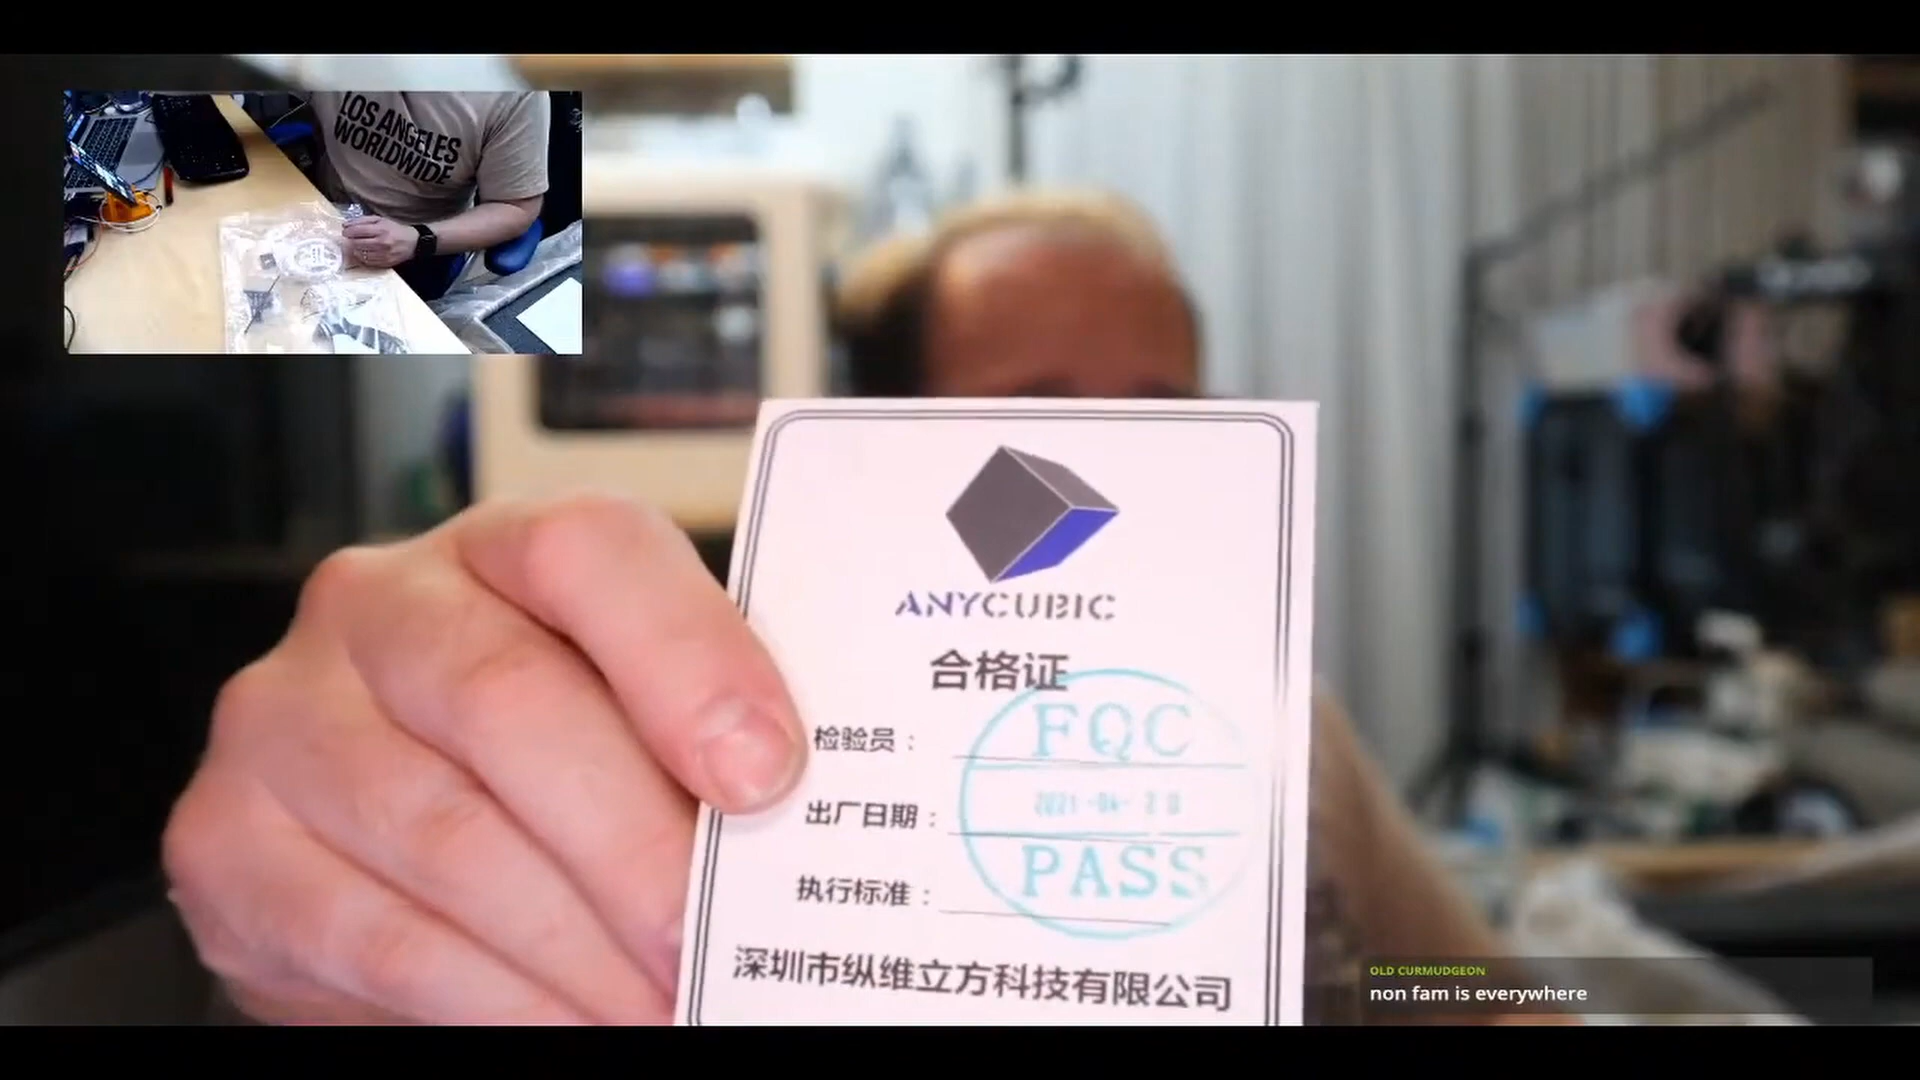 LOS ANGELES
WORLDWIDE
ANYCUBIC
合格证
检验员：
FQC
出厂日期：
PASS
执行标准：
深圳市纵维立方科技有限公司
OLD CURMUDGEON
non fam is everywhere